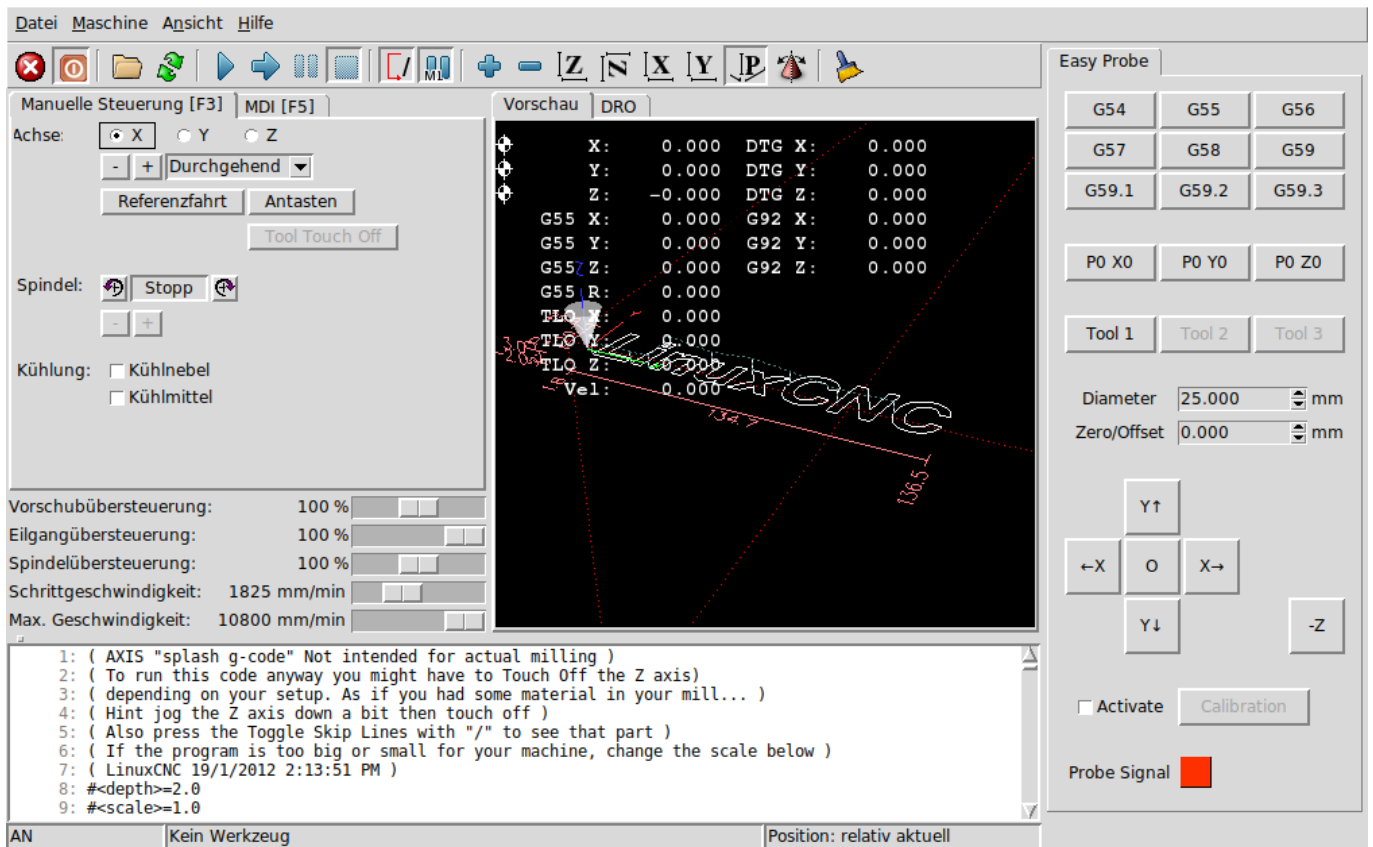 Datei Maschine Ansicht Hilfe
M1 Z N X Y P
Manuelle Steuerung [F3] MDI [F5]
Achse: X Y Z
- + Durchgehend
Referenzfahrt Antasten
Tool Touch Off
Spindel: Stopp
- +
Kühlung: Kühlnebel
Kühlmittel
Vorschubübersteuerung: 100 %
Eilgangübersteuerung: 100 %
Spindelübersteuerung: 100 %
Schrittgeschwindigkeit: 1825 mm/min
Max. Geschwindigkeit: 10800 mm/min
Vorschau DRO
X: 0.000 DTG X: 0.000
Y: 0.000 DTG Y: 0.000
Z: -0.000 DTG Z: 0.000
G55 X: 0.000 G92 X: 0.000
G55 Y: 0.000 G92 Y: 0.000
G55 Z: 0.000 G92 Z: 0.000
G55 R: 0.000
TLO X: 0.000
TLO Y: 0.000
TLO Z: 0.000
Vel: 0.000
Z
LinuxCNC
134.7
136.5
1: ( AXIS "splash g-code" Not intended for actual milling )
2: ( To run this code anyway you might have to Touch Off the Z axis)
3: ( depending on your setup. As if you had some material in your mill... )
4: ( Hint jog the Z axis down a bit then touch off )
5: ( Also press the Toggle Skip Lines with "/" to see that part )
6: ( If the program is too big or small for your machine, change the scale below )
7: ( LinuxCNC 19/1/2012 2:13:51 PM )
8: #<depth>=2.0
9: #<scale>=1.0
AN Kein Werkzeug Position: relativ aktuell
Easy Probe
G54 G55 G56
G57 G58 G59
G59.1 G59.2 G59.3
P0 X0 P0 Y0 P0 Z0
Tool 1 Tool 2 Tool 3
Diameter 25.000 mm
Zero/Offset 0.000 mm
Y↑
←X O X→
Y↓ -Z
Activate Calibration
Probe Signal